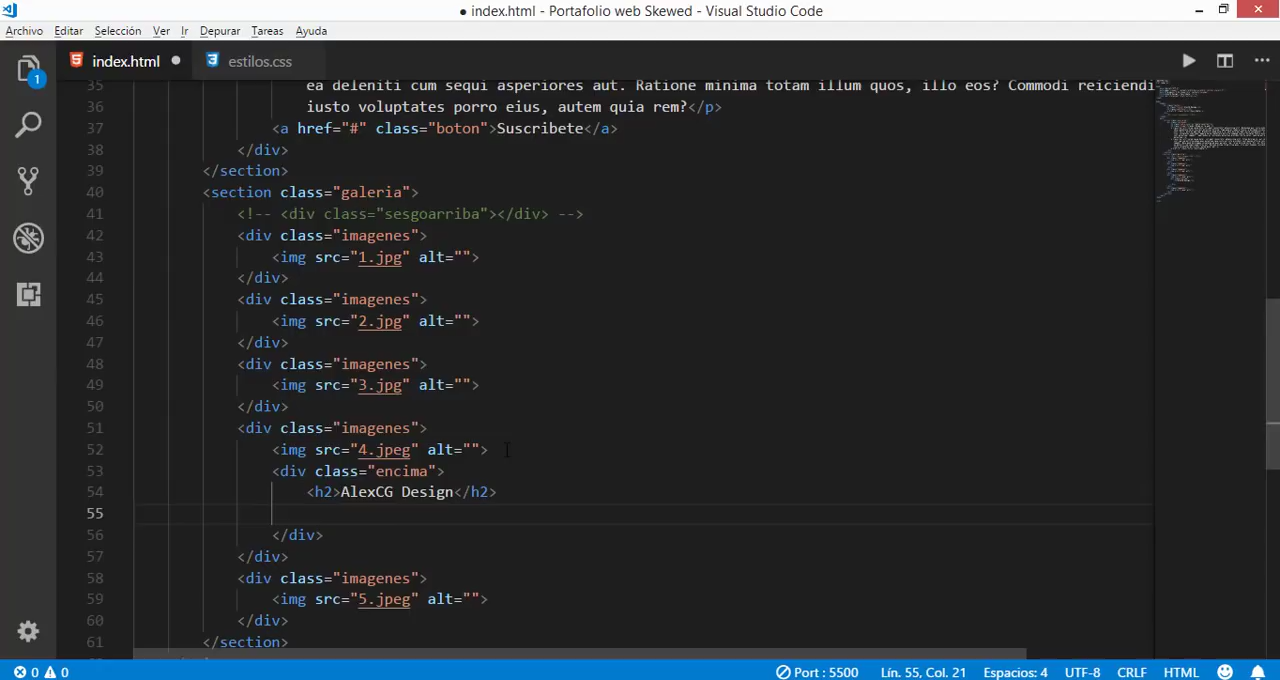 ● index.html - Portafolio web Skewed - Visual Studio Code
Archivo Editar Selección Ver Ir Depurar Tareas Ayuda
index.html ● estilos.css
35 ea deleniti cum sequi asperiores aut. Ratione minima totam illum quos, illo eos? Commodi reiciendi
36 iusto voluptates porro eius, autem quia rem?</p>
37 <a href="#" class="boton">Suscribete</a>
38 </div>
39 </section>
40 <section class="galeria">
41 <!-- <div class="sesgoarriba"></div> -->
42 <div class="imagenes">
43 <img src="1.jpg" alt="">
44 </div>
45 <div class="imagenes">
46 <img src="2.jpg" alt="">
47 </div>
48 <div class="imagenes">
49 <img src="3.jpg" alt="">
50 </div>
51 <div class="imagenes">
52 <img src="4.jpeg" alt="">
53 <div class="encima">
54 <h2>AlexCG Design</h2>
55
56 </div>
57 </div>
58 <div class="imagenes">
59 <img src="5.jpeg" alt="">
60 </div>
61 </section>
1
0 0 Port : 5500 Lín. 55, Col. 21 Espacios: 4 UTF-8 CRLF HTML